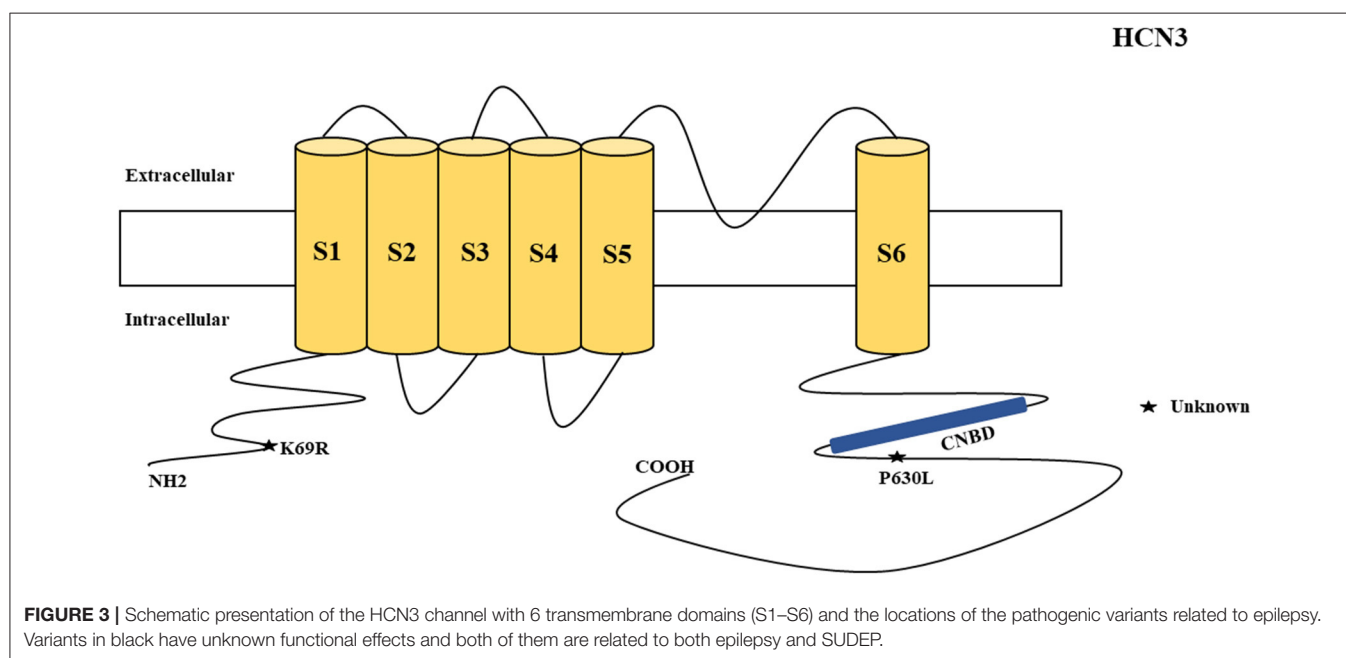 HCN3
Extracellular
S1 S2 S3 S4 S5 S6
Intracellular
Unknown
CNBD
K69R
COOH
P630L
NH2
FIGURE 3 | Schematic presentation of the HCN3 channel with 6 transmembrane domains (S1–S6) and the locations of the pathogenic variants related to epilepsy.
Variants in black have unknown functional effects and both of them are related to both epilepsy and SUDEP.